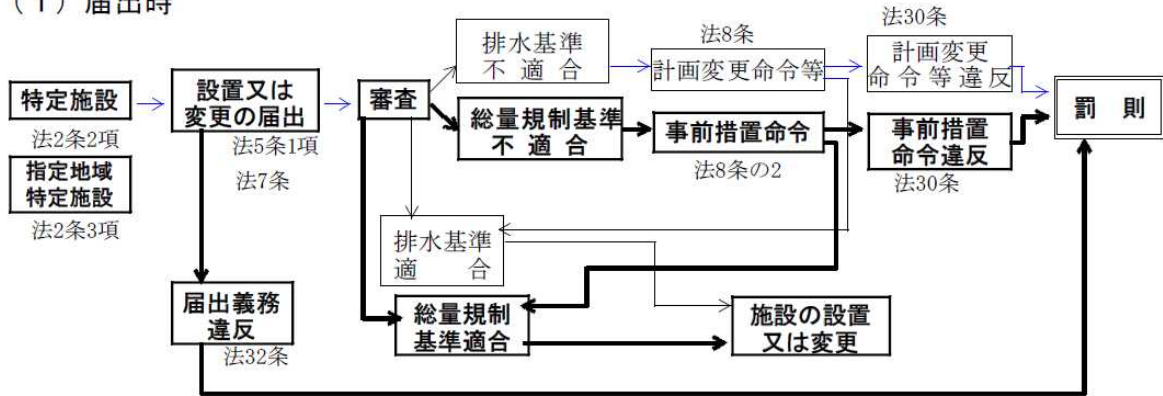 （１）届出時
特定施設
法2条2項
指定地域
特定施設
法2条3項
設置又は
変更の届出
法5条1項
法7条
届出義務
違反
法32条
審査
排水基準
不適合
総量規制基準
不適合
排水基準
適合
総量規制
基準適合
法8条
計画変更命令等
事前措置命令
法8条の2
施設の設置
又は変更
法30条
計画変更
命令等違反
事前措置
命令違反
法30条
罰則